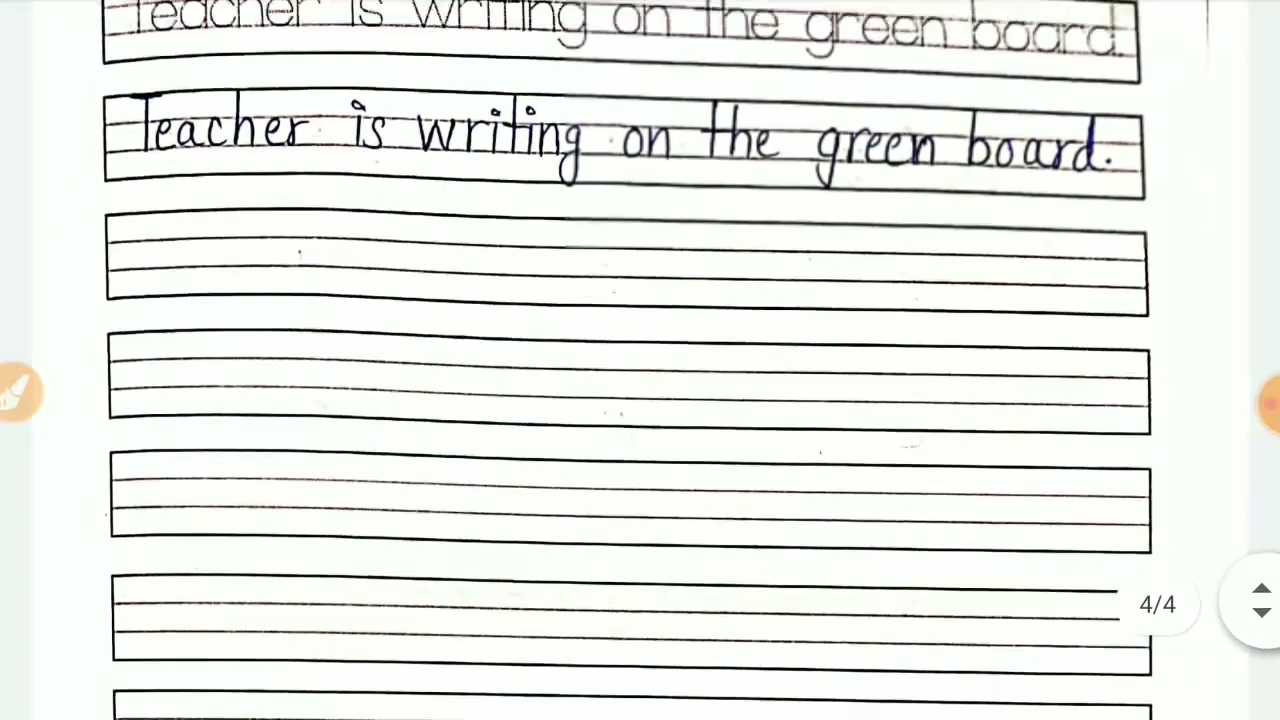 Teacher is writing on the green board.
Teacher is writing on the green board.
4/4